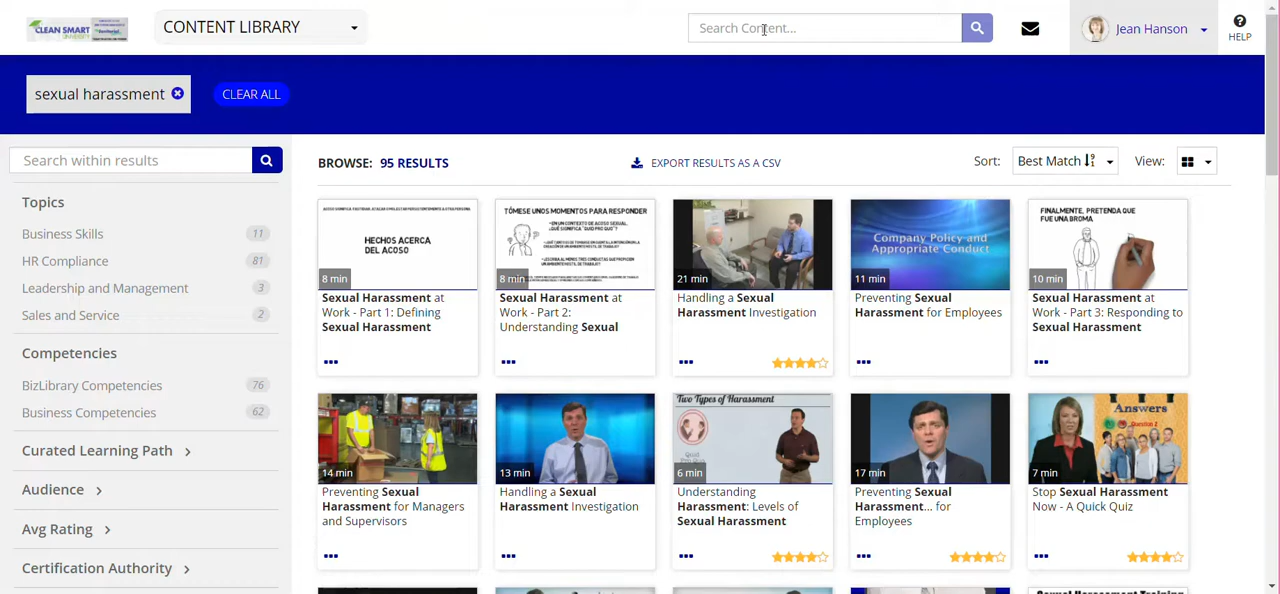 CLEAN SMART
CONTENT LIBRARY
Search Content...
Jean Hanson
HELP
sexual harassment
CLEAR ALL
Search within results
BROWSE: 95 RESULTS
EXPORT RESULTS AS A CSV
Sort:
Best Match
View:
Topics
Business Skills 11
HR Compliance 81
Leadership and Management 3
Sales and Service 2
Competencies
BizLibrary Competencies 76
Business Competencies 62
Curated Learning Path
Audience
Avg Rating
Certification Authority
HECHOS ACERCA
DEL ACOSO
8 min
Sexual Harassment at
Work - Part 1: Defining
Sexual Harassment
TÓMESE UNOS MOMENTOS PARA RESPONDER
8 min
Sexual Harassment at
Work - Part 2:
Understanding Sexual
21 min
Handling a Sexual
Harassment Investigation
Company Policy and
Appropriate Conduct
11 min
Preventing Sexual
Harassment for Employees
FINALMENTE, PRETENDA QUE
FUE UNA BROMA
10 min
Sexual Harassment at
Work - Part 3: Responding to
Sexual Harassment
14 min
Preventing Sexual
Harassment for Managers
and Supervisors
13 min
Handling a Sexual
Harassment Investigation
Two Types of Harassment
Quid
Pro Quo
6 min
Understanding
Harassment: Levels of
Sexual Harassment
17 min
Preventing Sexual
Harassment... for
Employees
Answers
Question 2
7 min
Stop Sexual Harassment
Now - A Quick Quiz